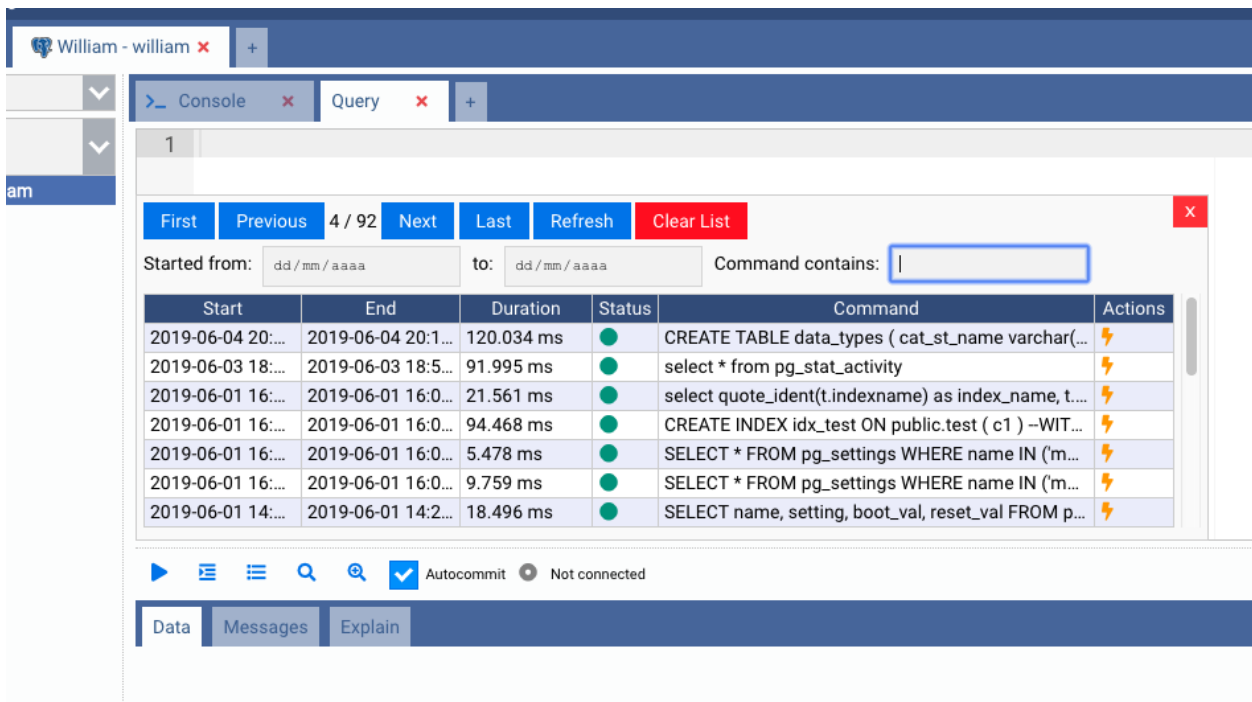 William - william × +
>_ Console × Query × +
1
am
First Previous 4 / 92 Next Last Refresh Clear List x
Started from: dd/mm/aaaa to: dd/mm/aaaa Command contains:
Start End Duration Status Command Actions
2019-06-04 20:... 2019-06-04 20:1... 120.034 ms CREATE TABLE data_types ( cat_st_name varchar(...
2019-06-03 18:... 2019-06-03 18:5... 91.995 ms select * from pg_stat_activity
2019-06-01 16:... 2019-06-01 16:0... 21.561 ms select quote_ident(t.indexname) as index_name, t....
2019-06-01 16:... 2019-06-01 16:0... 94.468 ms CREATE INDEX idx_test ON public.test ( c1 ) --WIT...
2019-06-01 16:... 2019-06-01 16:0... 5.478 ms SELECT * FROM pg_settings WHERE name IN ('m...
2019-06-01 16:... 2019-06-01 16:0... 9.759 ms SELECT * FROM pg_settings WHERE name IN ('m...
2019-06-01 14:... 2019-06-01 14:2... 18.496 ms SELECT name, setting, boot_val, reset_val FROM p...
Autocommit Not connected
Data Messages Explain